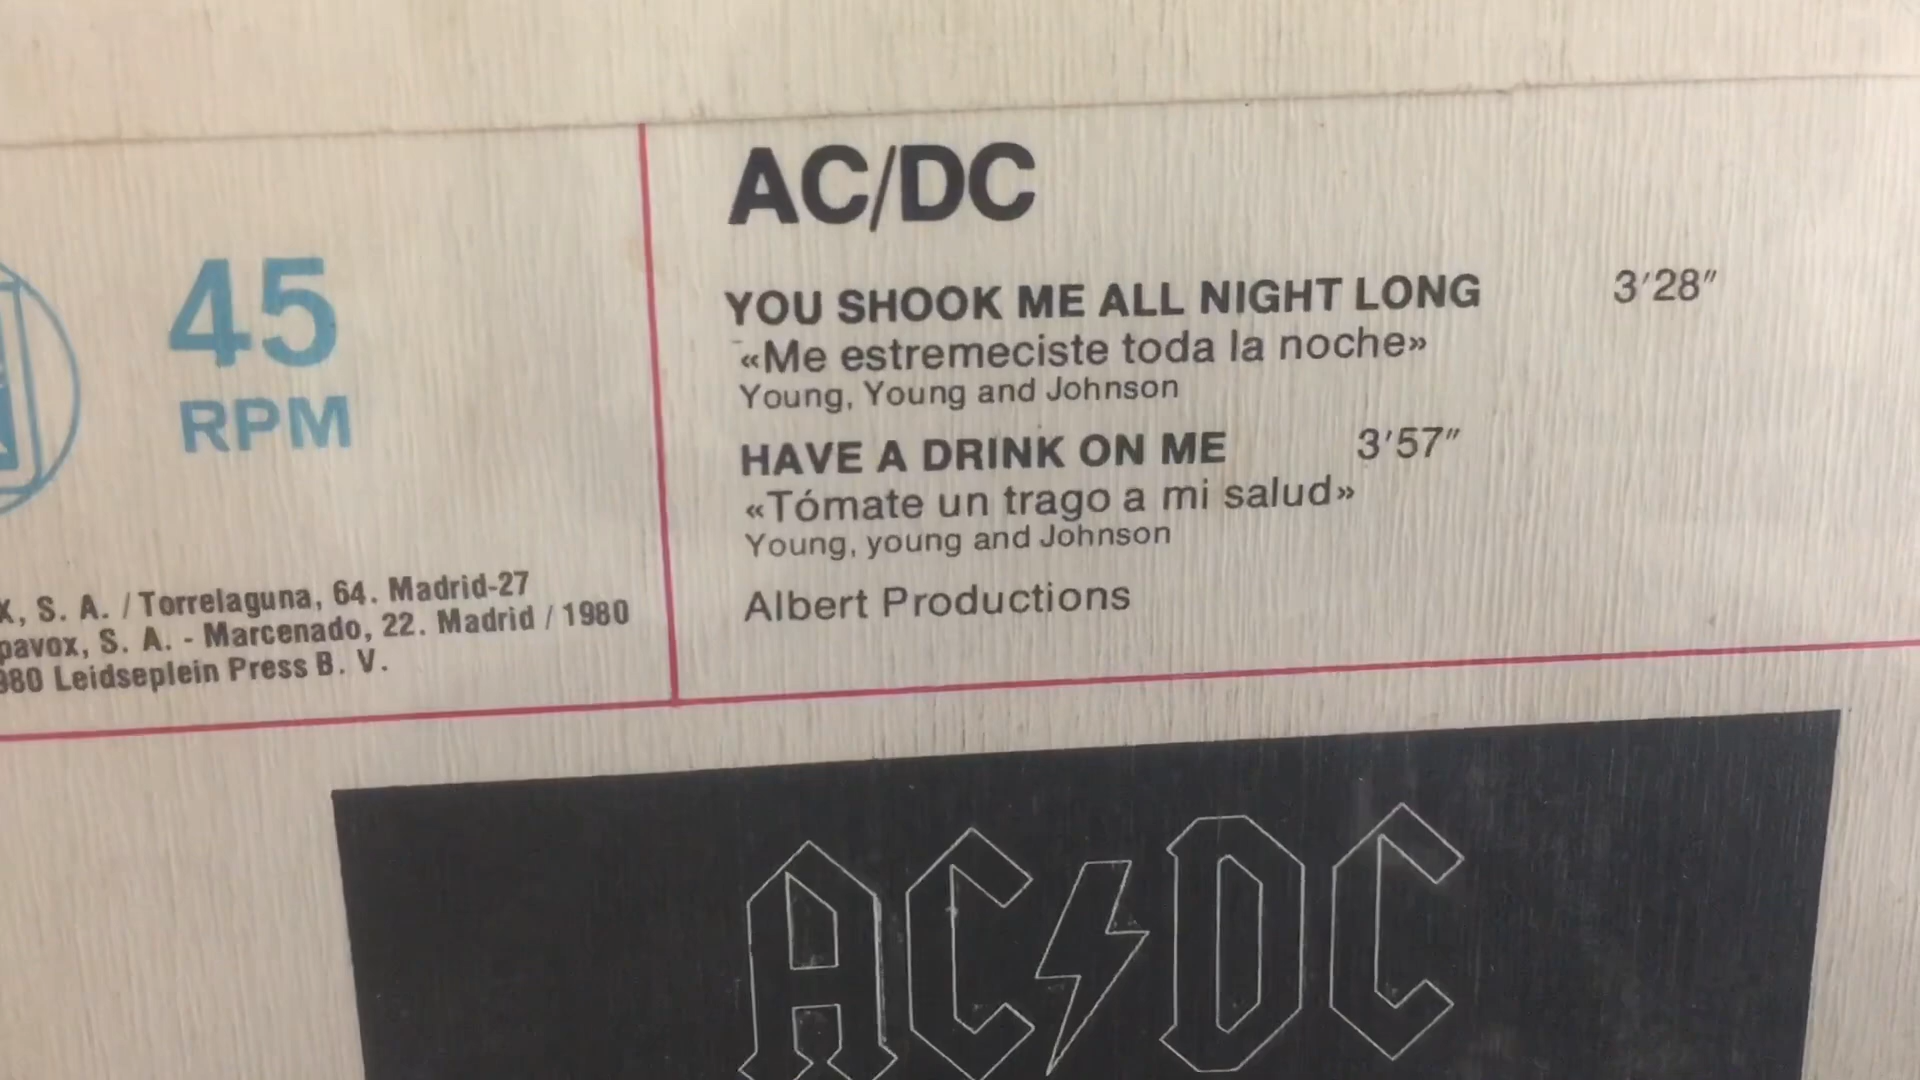 45
RPM
S. A. / Torrelaguna, 64. Madrid-27
S. A. - Marcenado, 22. Madrid / 1980
Leidseplein Press B. V.
AC/DC
YOU SHOOK ME ALL NIGHT LONG 3'28"
«Me estremeciste toda la noche»
Young, Young and Johnson
HAVE A DRINK ON ME 3'57"
«Tómate un trago a mi salud»
Young, young and Johnson
Albert Productions
AC/DC